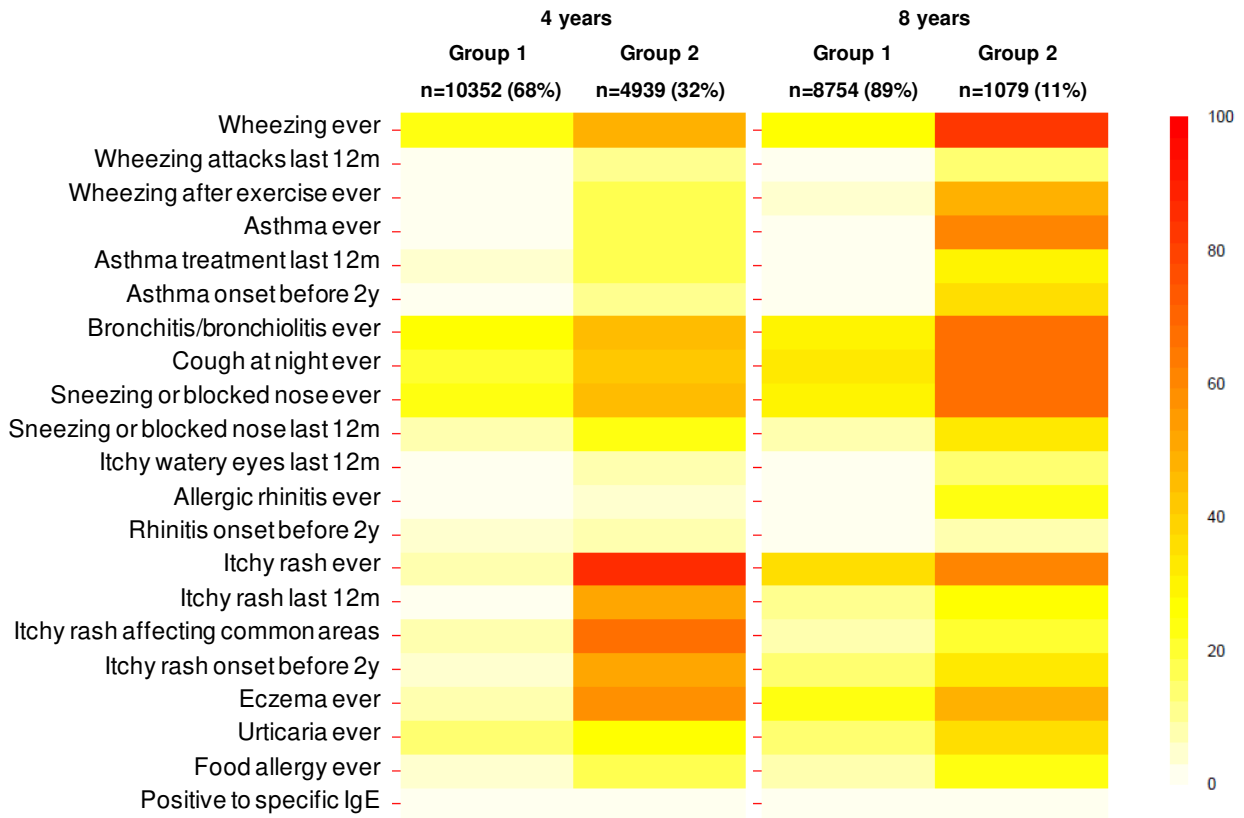 4 years 8 years
Group 1 Group 2 Group 1 Group 2
n=10352 (68%) n=4939 (32%) n=8754 (89%) n=1079 (11%)
Wheezing ever
Wheezing attacks last 12m
Wheezing after exercise ever
Asthma ever
Asthma treatment last 12m
Asthma onset before 2y
Bronchitis/bronchiolitis ever
Cough at night ever
Sneezing or blocked nose ever
Sneezing or blocked nose last 12m
Itchy watery eyes last 12m
Allergic rhinitis ever
Rhinitis onset before 2y
Itchy rash ever
Itchy rash last 12m
Itchy rash affecting common areas
Itchy rash onset before 2y
Eczema ever
Urticaria ever
Food allergy ever
Positive to specific IgE
100
80
60
40
20
0